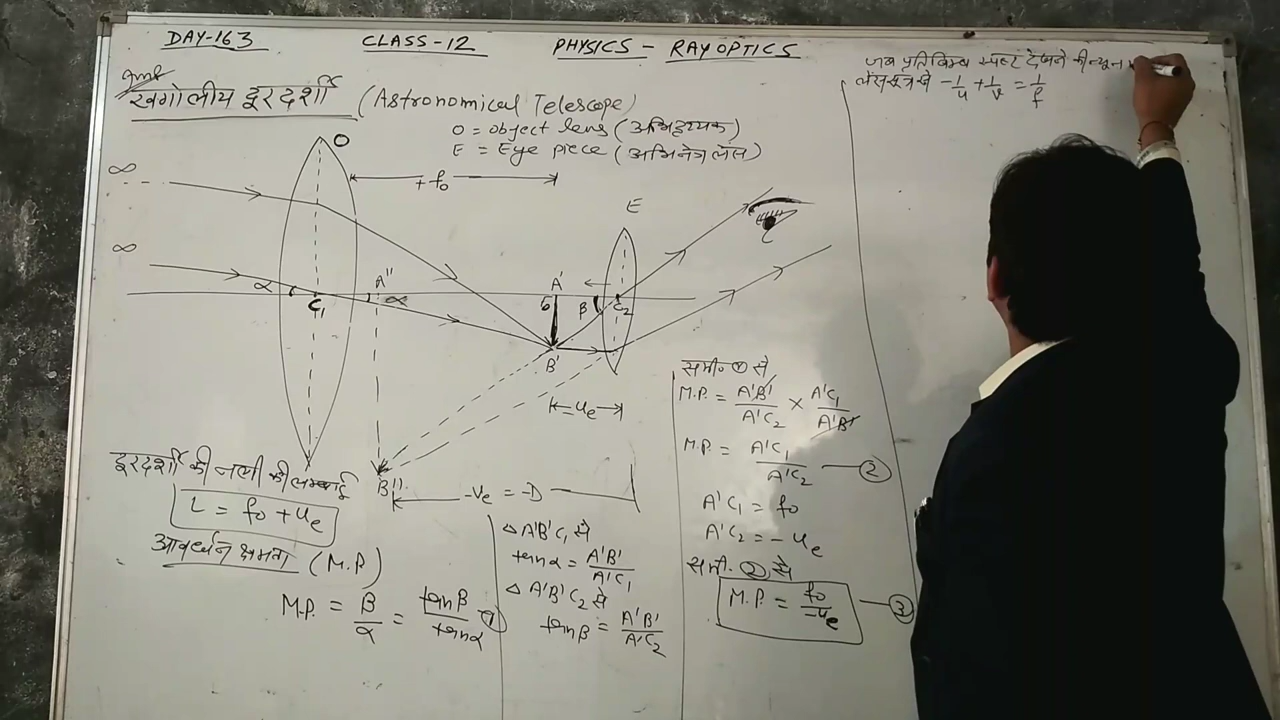 DAY-163 CLASS-12 PHYSICS - RAY OPTICS
खगोलीय दूरदर्शी (Astronomical Telescope)
O = object lens (अभिदृश्यक)
E = Eye piece (अभिनेत्र लेंस)
O
+ fo
∞
∞
E
α C1 A'' α
A' 6 β C2
B'
B''
ue
-Ve = -D
दूरदर्शी की नली की लम्बाई
L = fo + ue
आवर्धन क्षमता (M.P)
M.P. = β/α = tanβ/tanα ①
△ A'B'C1 से
tanα = A'B'/A'C1
△ A'B'C2 से
tanβ = A'B'/A'C2
समी. ① से
M.P. = A'B'/A'C2 × A'C1/A'B'
M.P. = A'C1/A'C2 — ②
A'C1 = fo
A'C2 = - ue
समी. ② से
M.P. = fo/-ue — ③
जब प्रतिबिम्ब स्पष्ट देखने की न्यून
लेंस सूत्र से -1/u + 1/v = 1/f